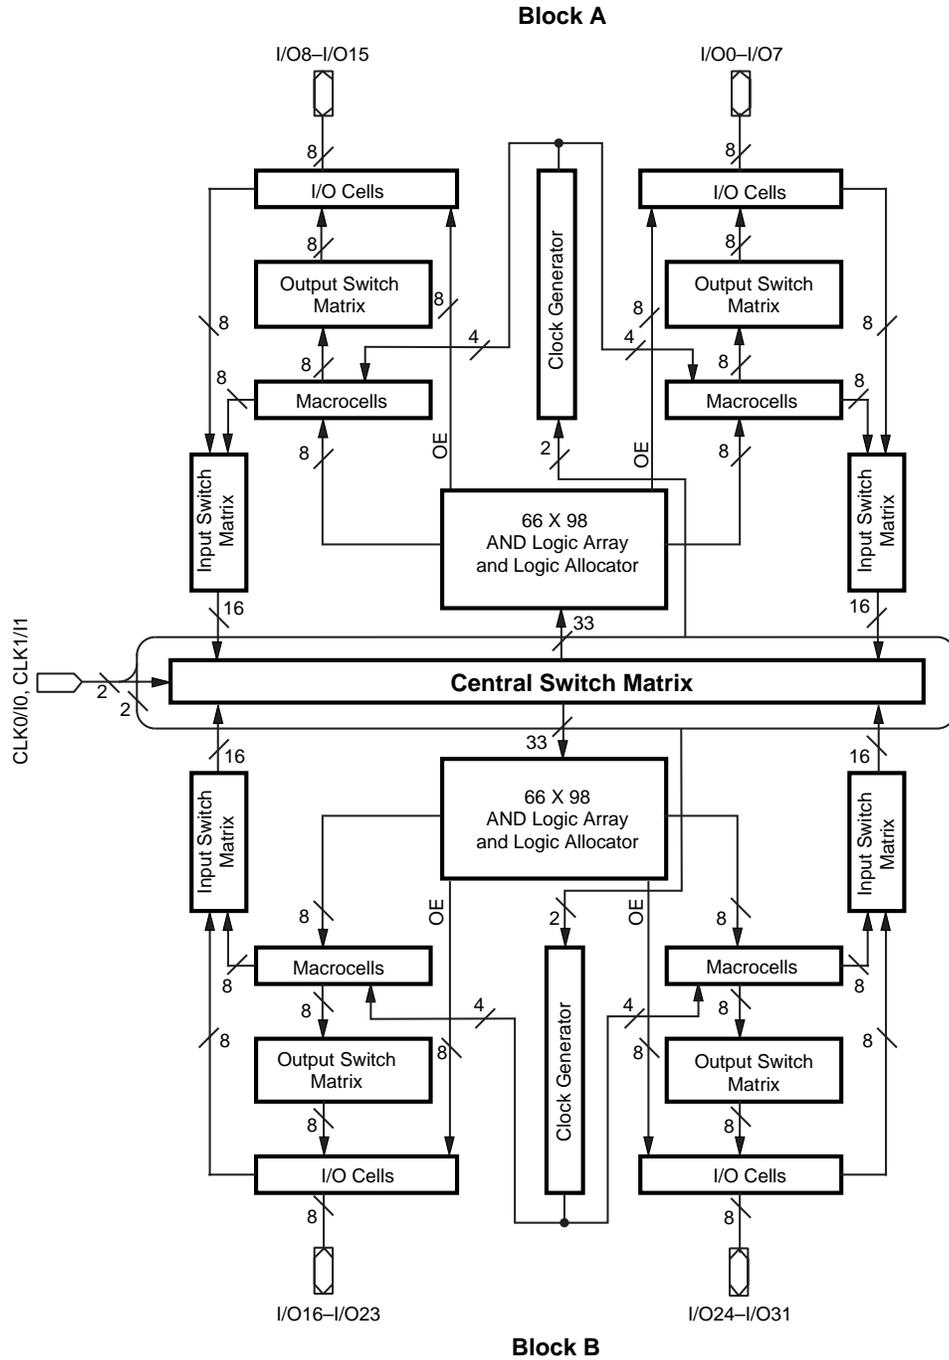 Block A
I/O8–I/O15
I/O0–I/O7
8
8
I/O Cells
I/O Cells
8
8
Output Switch
Matrix
Output Switch
Matrix
Clock Generator
8
8
8
8
4
4
8
8
8
8
Macrocells
Macrocells
OE
OE
8
2
8
Input Switch
Matrix
Input Switch
Matrix
66 X 98
AND Logic Array
and Logic Allocator
16
33
16
CLK0/I0, CLK1/I1
2
2
Central Switch Matrix
33
16
16
Input Switch
Matrix
Input Switch
Matrix
66 X 98
AND Logic Array
and Logic Allocator
OE
OE
8
2
8
Macrocells
Macrocells
8
8
8
4
4
8
Clock Generator
8
8
8
8
Output Switch
Matrix
Output Switch
Matrix
8
8
I/O Cells
I/O Cells
8
8
I/O16–I/O23
I/O24–I/O31
Block B